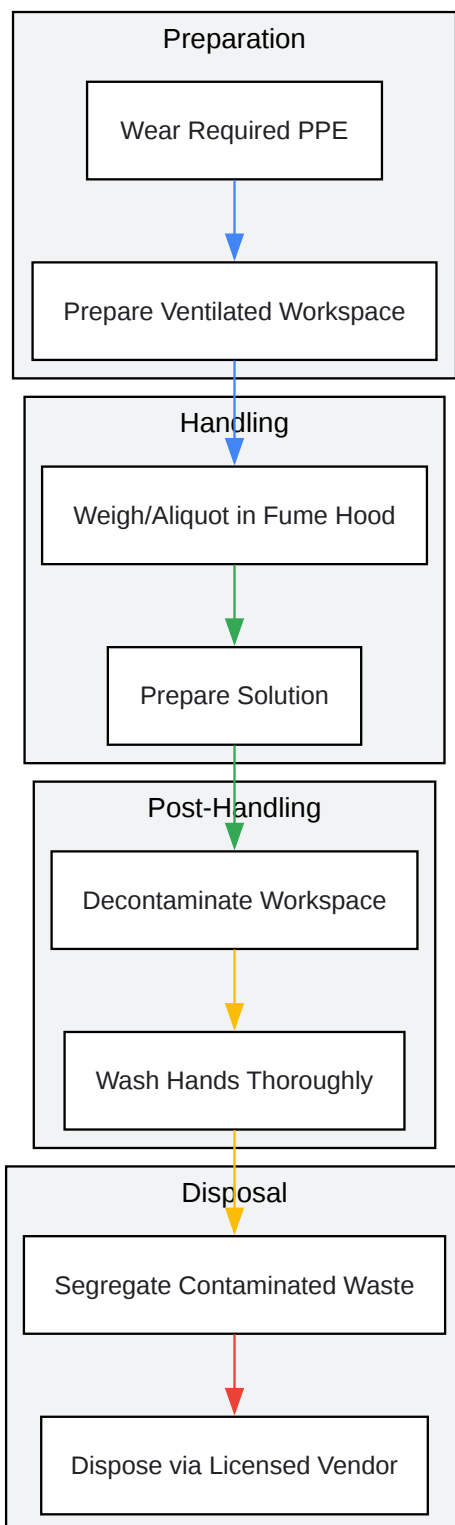 Preparation
Wear Required PPE
Prepare Ventilated Workspace
Handling
Weigh/Aliquot in Fume Hood
Prepare Solution
Post-Handling
Decontaminate Workspace
Wash Hands Thoroughly
Disposal
Segregate Contaminated Waste
Dispose via Licensed Vendor